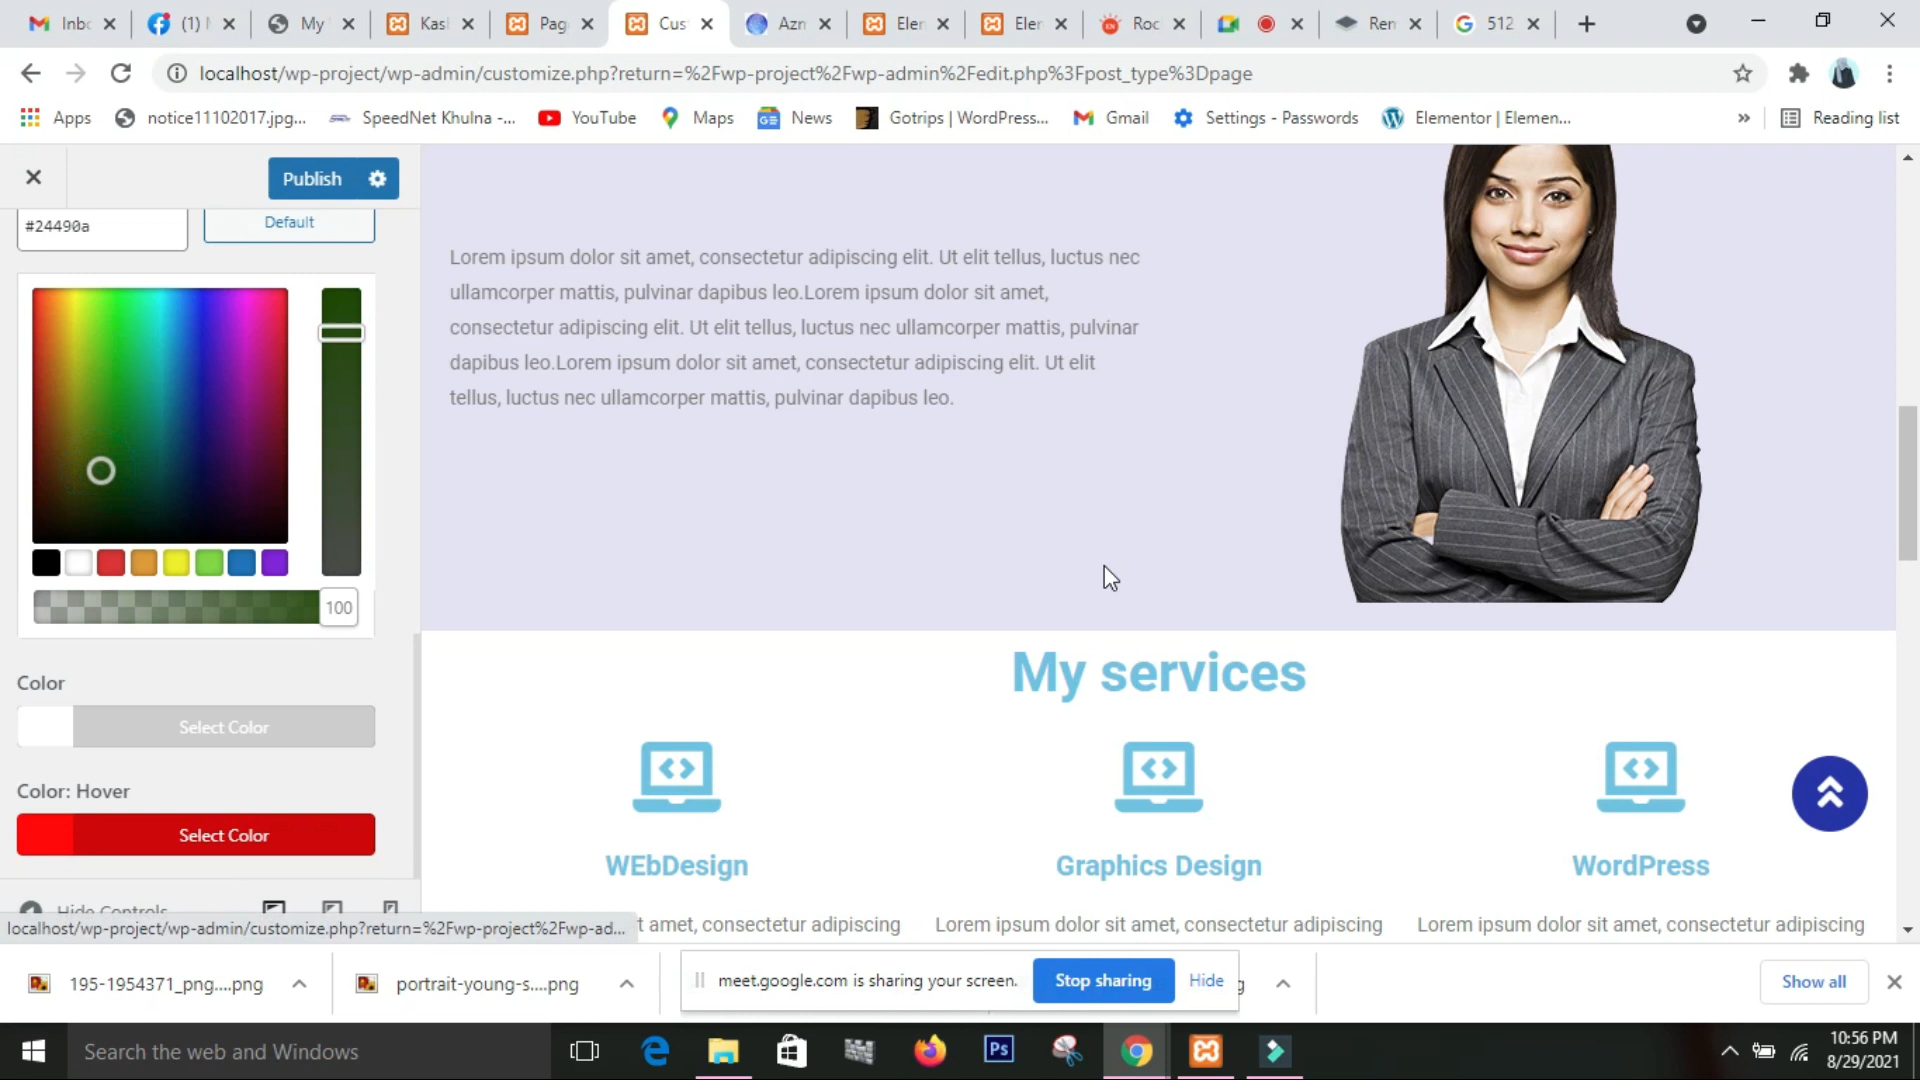 Inb
(1)
My
Kas
Pag
Cus
Azn
Eler
Eler
Roc
Ren
512
localhost/wp-project/wp-admin/customize.php?return=%2Fwp-project%2Fwp-admin%2Fedit.php%3Fpost_type%3Dpage
Apps
notice11102017.jpg...
SpeedNet Khulna -...
YouTube
Maps
News
Gotrips | WordPress...
Gmail
Settings - Passwords
Elementor | Elemen...
»
Reading list
Publish
#24490a
Default
100
Color
Select Color
Color: Hover
Select Color
Hide Controls
localhost/wp-project/wp-admin/customize.php?return=%2Fwp-project%2Fwp-ad...
Lorem ipsum dolor sit amet, consectetur adipiscing elit. Ut elit tellus, luctus nec
ullamcorper mattis, pulvinar dapibus leo.Lorem ipsum dolor sit amet,
consectetur adipiscing elit. Ut elit tellus, luctus nec ullamcorper mattis, pulvinar
dapibus leo.Lorem ipsum dolor sit amet, consectetur adipiscing elit. Ut elit
tellus, luctus nec ullamcorper mattis, pulvinar dapibus leo.
My services
WEbDesign
Graphics Design
WordPress
t amet, consectetur adipiscing
Lorem ipsum dolor sit amet, consectetur adipiscing
Lorem ipsum dolor sit amet, consectetur adipiscing
195-1954371_png....png
portrait-young-s....png
meet.google.com is sharing your screen.
Stop sharing
Hide
g
Show all
Search the web and Windows
Ps
10:56 PM
8/29/2021